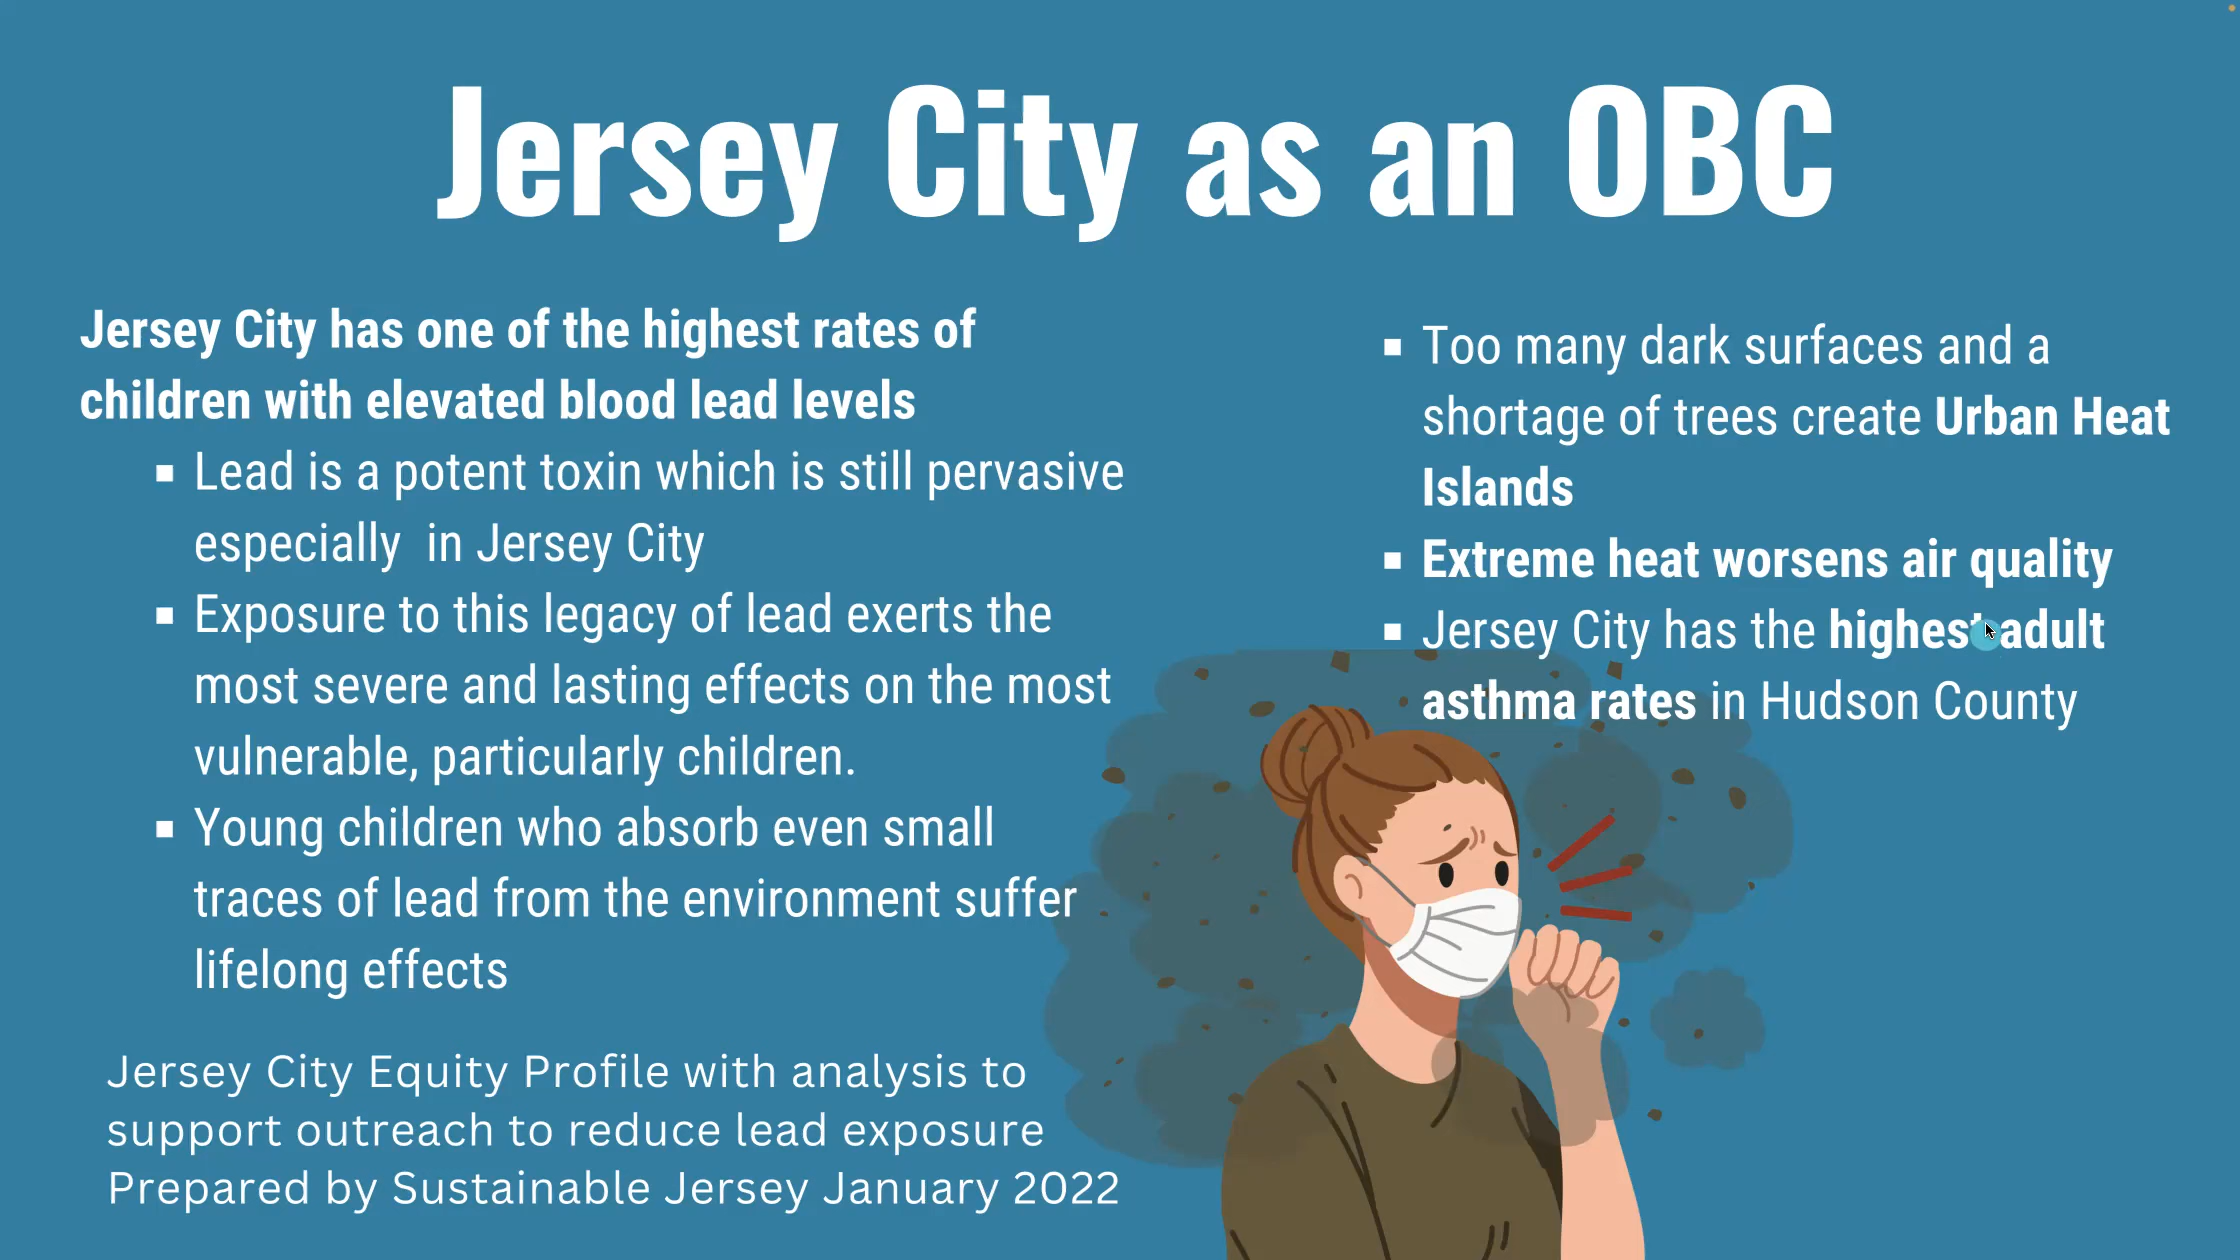 Jersey City as an OBC
Jersey City has one of the highest rates of
children with elevated blood lead levels
▪ Lead is a potent toxin which is still pervasive
especially  in Jersey City
▪ Exposure to this legacy of lead exerts the
most severe and lasting effects on the most
vulnerable, particularly children.
▪ Young children who absorb even small
traces of lead from the environment suffer
lifelong effects
Jersey City Equity Profile with analysis to
support outreach to reduce lead exposure
Prepared by Sustainable Jersey January 2022
▪ Too many dark surfaces and a
shortage of trees create Urban Heat
Islands
▪ Extreme heat worsens air quality
▪ Jersey City has the highest adult
asthma rates in Hudson County